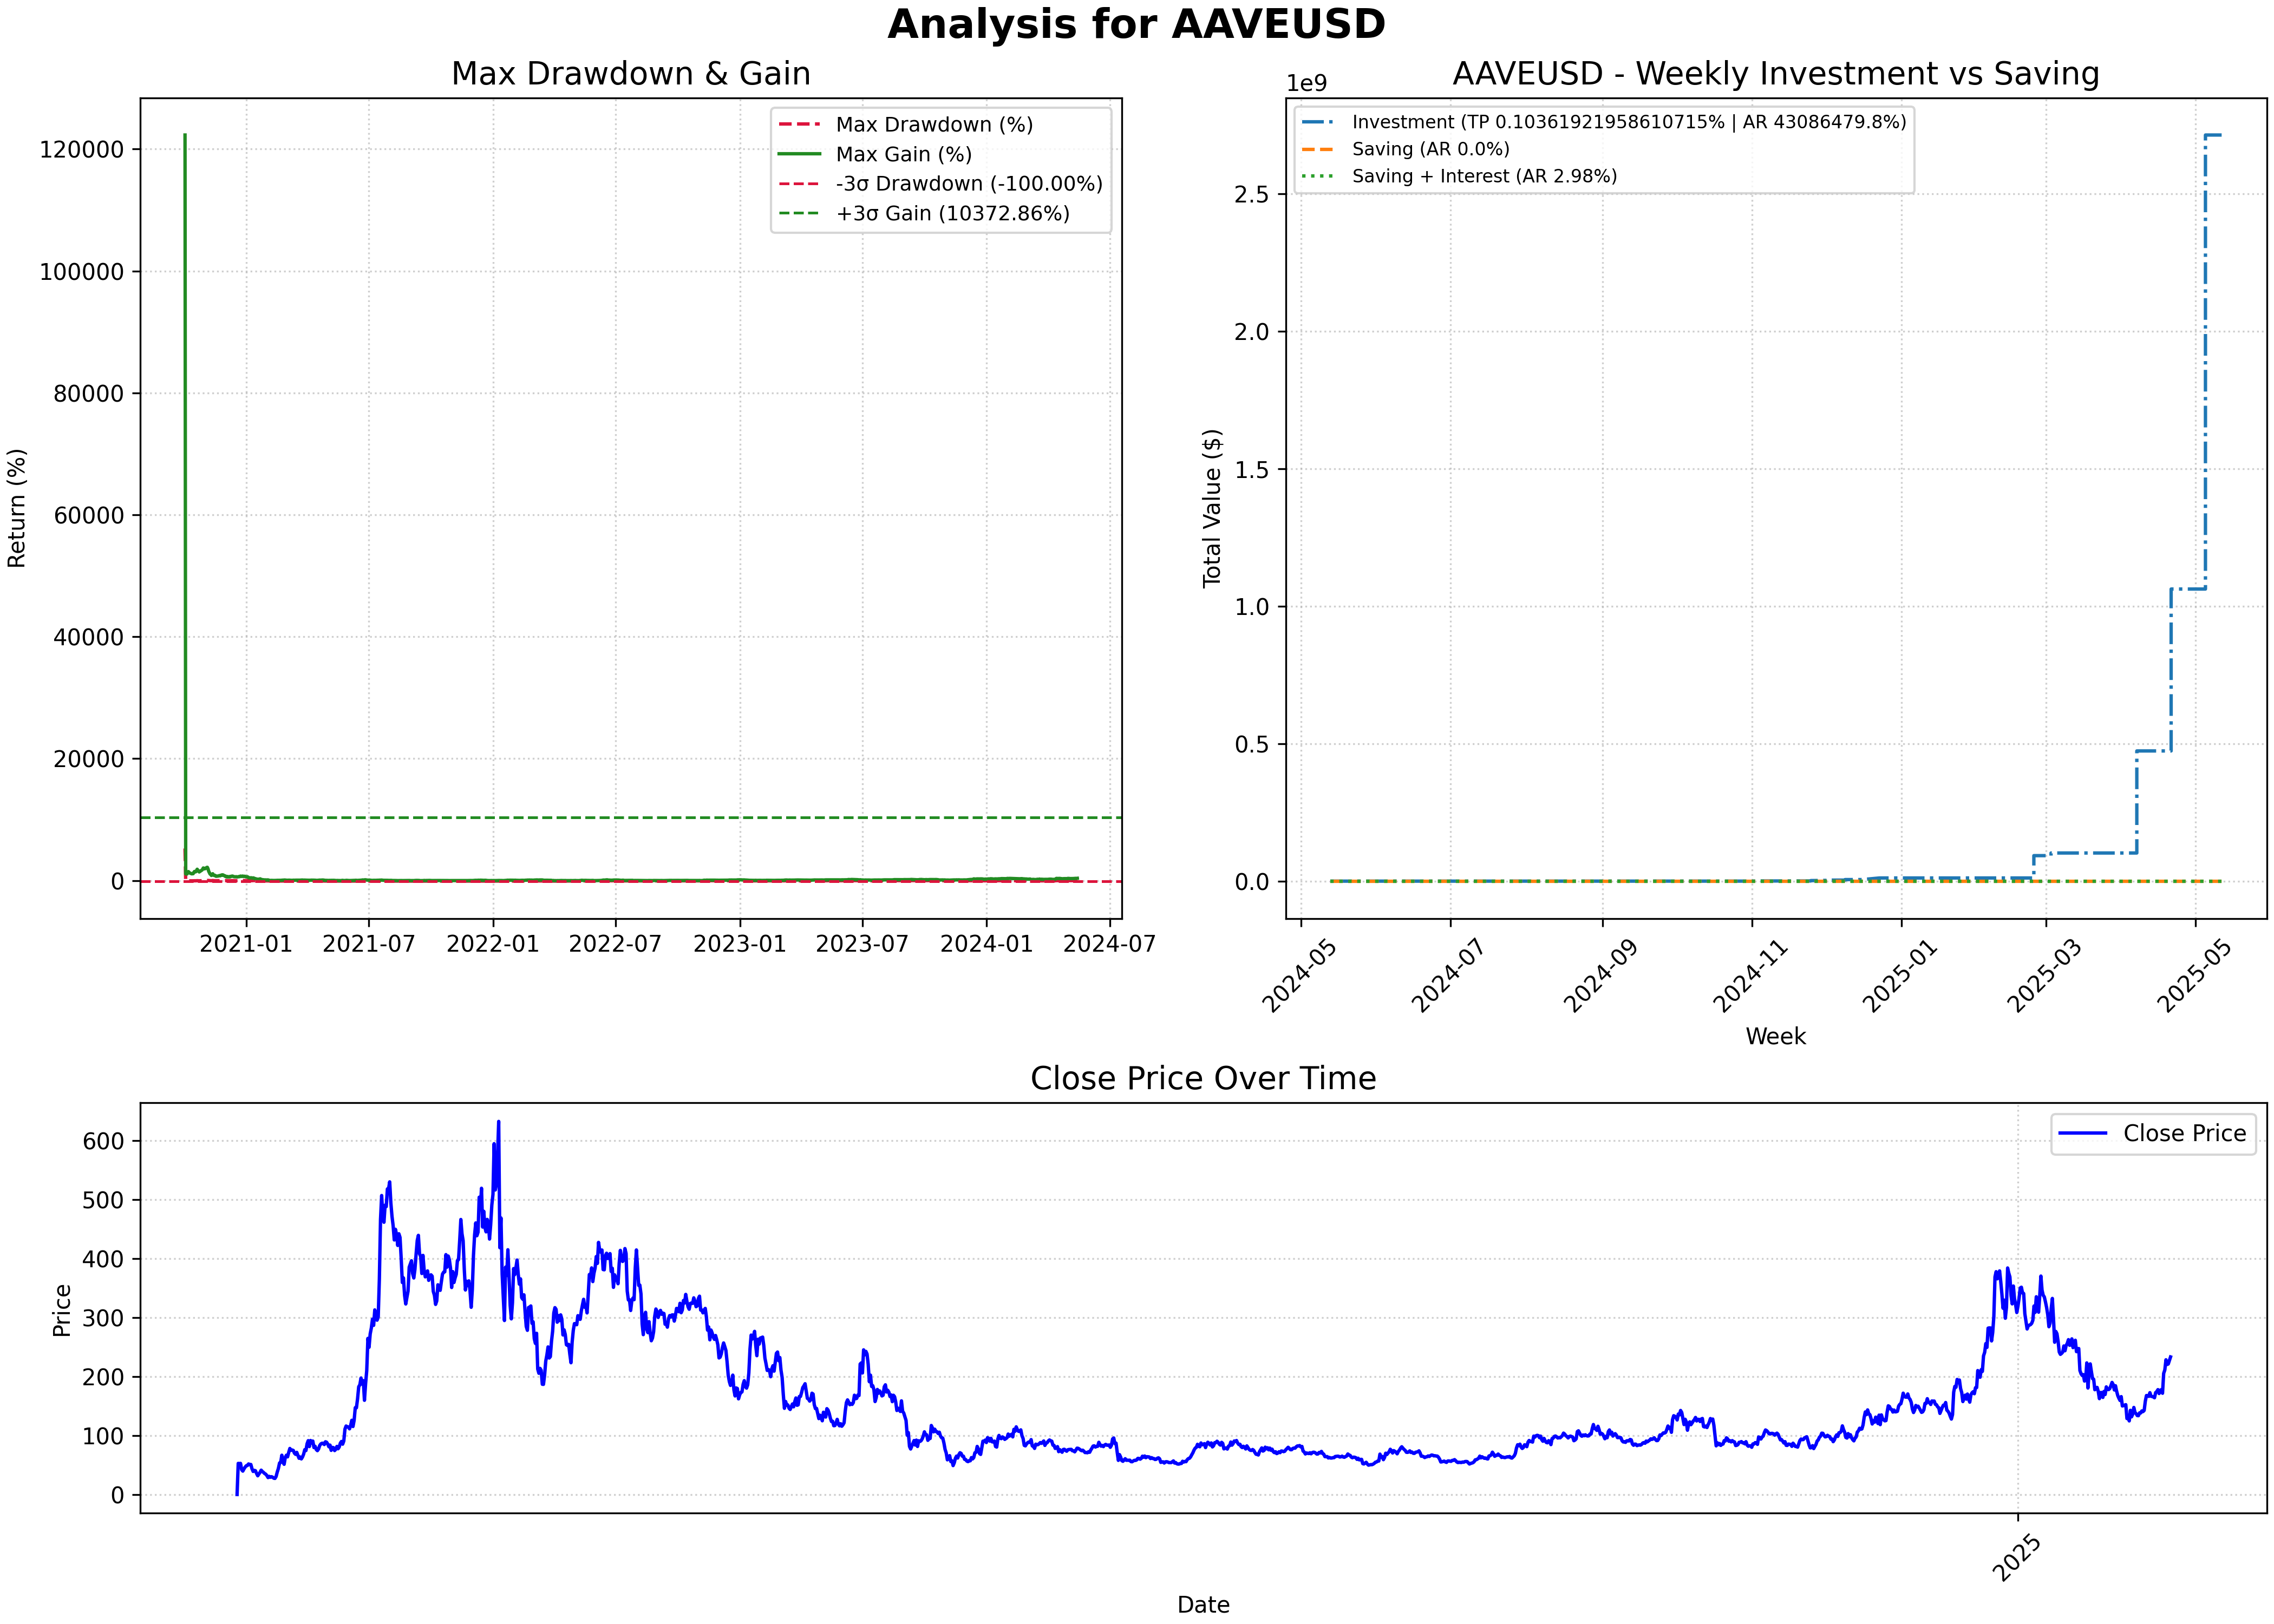 Analysis for AAVEUSD
Max Drawdown & Gain
Return (%)
120000
100000
80000
60000
40000
20000
0
Max Drawdown (%)
Max Gain (%)
-3σ Drawdown (-100.00%)
+3σ Gain (10372.86%)
2021-01
2021-07
2022-01
2022-07
2023-01
2023-07
2024-01
2024-07
AAVEUSD - Weekly Investment vs Saving
1e9
Total Value ($)
2.5
2.0
1.5
1.0
0.5
0.0
Investment (TP 0.10361921958610715% | AR 43086479.8%)
Saving (AR 0.0%)
Saving + Interest (AR 2.98%)
2024-05
2024-07
2024-09
2024-11
2025-01
2025-03
2025-05
Week
Close Price Over Time
Price
600
500
400
300
200
100
0
Close Price
2025
Date